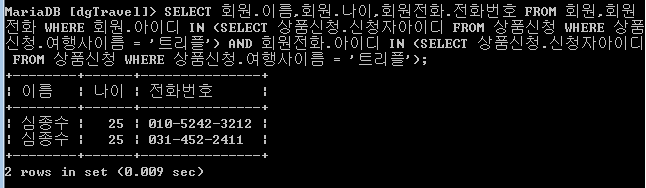 MariaDB [dgTravel]> SELECT 회원.이름,회원.나이,회원전화.전화번호 FROM 회원,회원
전화 WHERE 회원.아이디 IN (SELECT 상품신청.신청자아이디 FROM 상품신청 WHERE 상품
신청.여행사이름 = '트리플') AND 회원전화.아이디 IN (SELECT 상품신청.신청자아이디
FROM 상품신청 WHERE 상품신청.여행사이름 = '트리플');
+--------+------+---------------+
| 이름 | 나이 | 전화번호 |
+--------+------+---------------+
| 심종수 | 25 | 010-5242-3212 |
| 심종수 | 25 | 031-452-2411 |
+--------+------+---------------+
2 rows in set (0.009 sec)